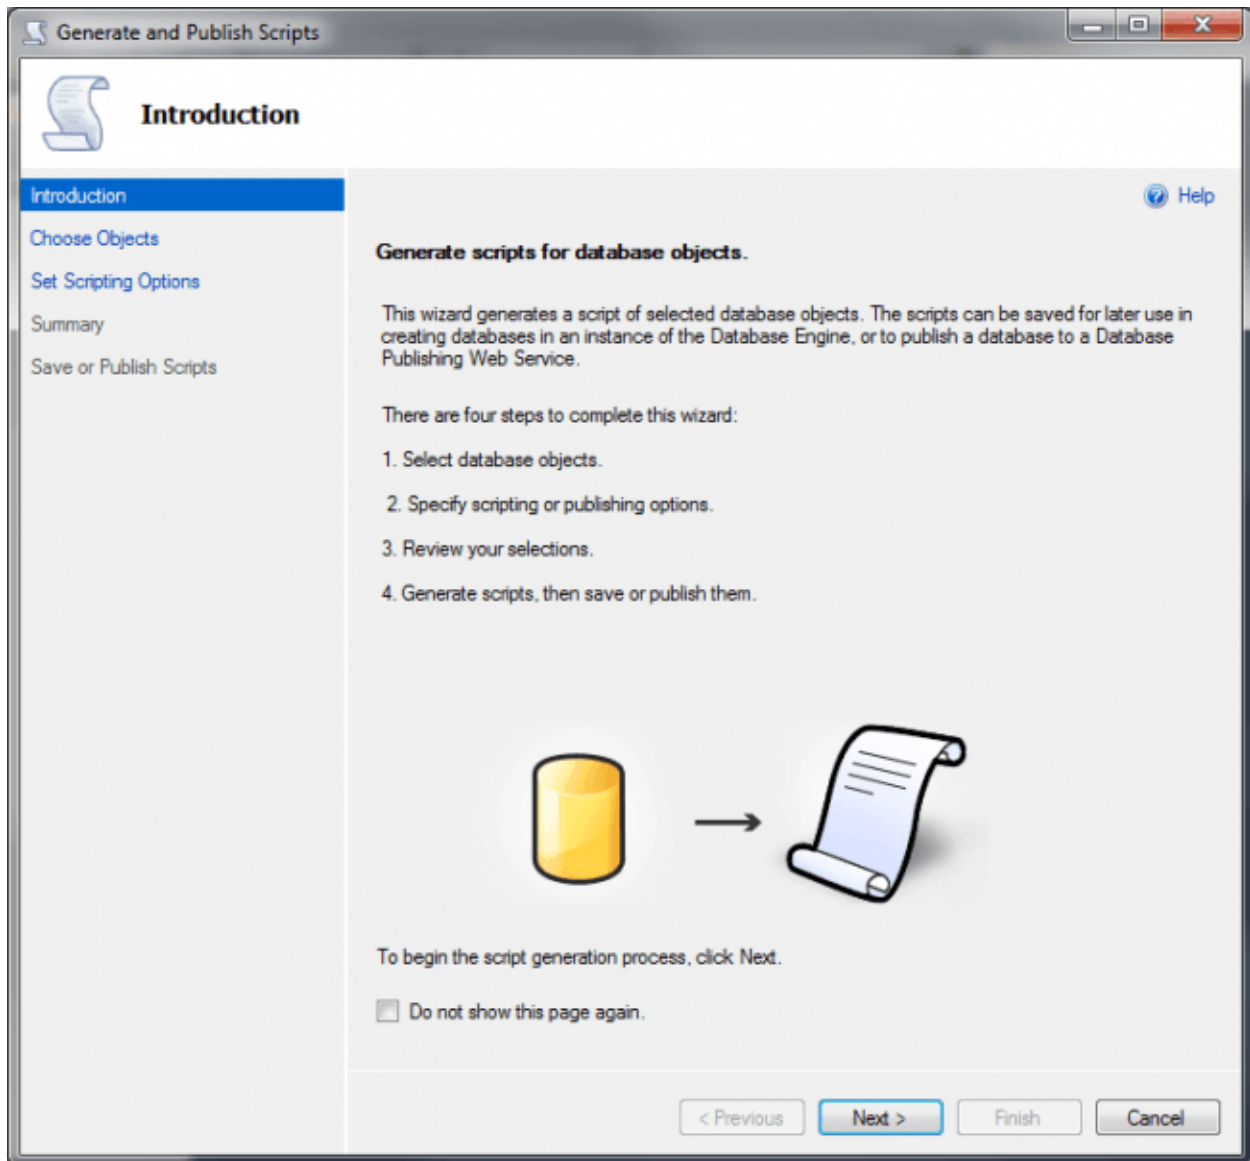 Generate and Publish Scripts
Introduction
Introduction
Choose Objects
Set Scripting Options
Summary
Save or Publish Scripts
Help
Generate scripts for database objects.
This wizard generates a script of selected database objects. The scripts can be saved for later use in
creating databases in an instance of the Database Engine, or to publish a database to a Database
Publishing Web Service.
There are four steps to complete this wizard:
1. Select database objects.
2. Specify scripting or publishing options.
3. Review your selections.
4. Generate scripts, then save or publish them.
To begin the script generation process, click Next.
Do not show this page again.
< Previous
Next >
Finish
Cancel